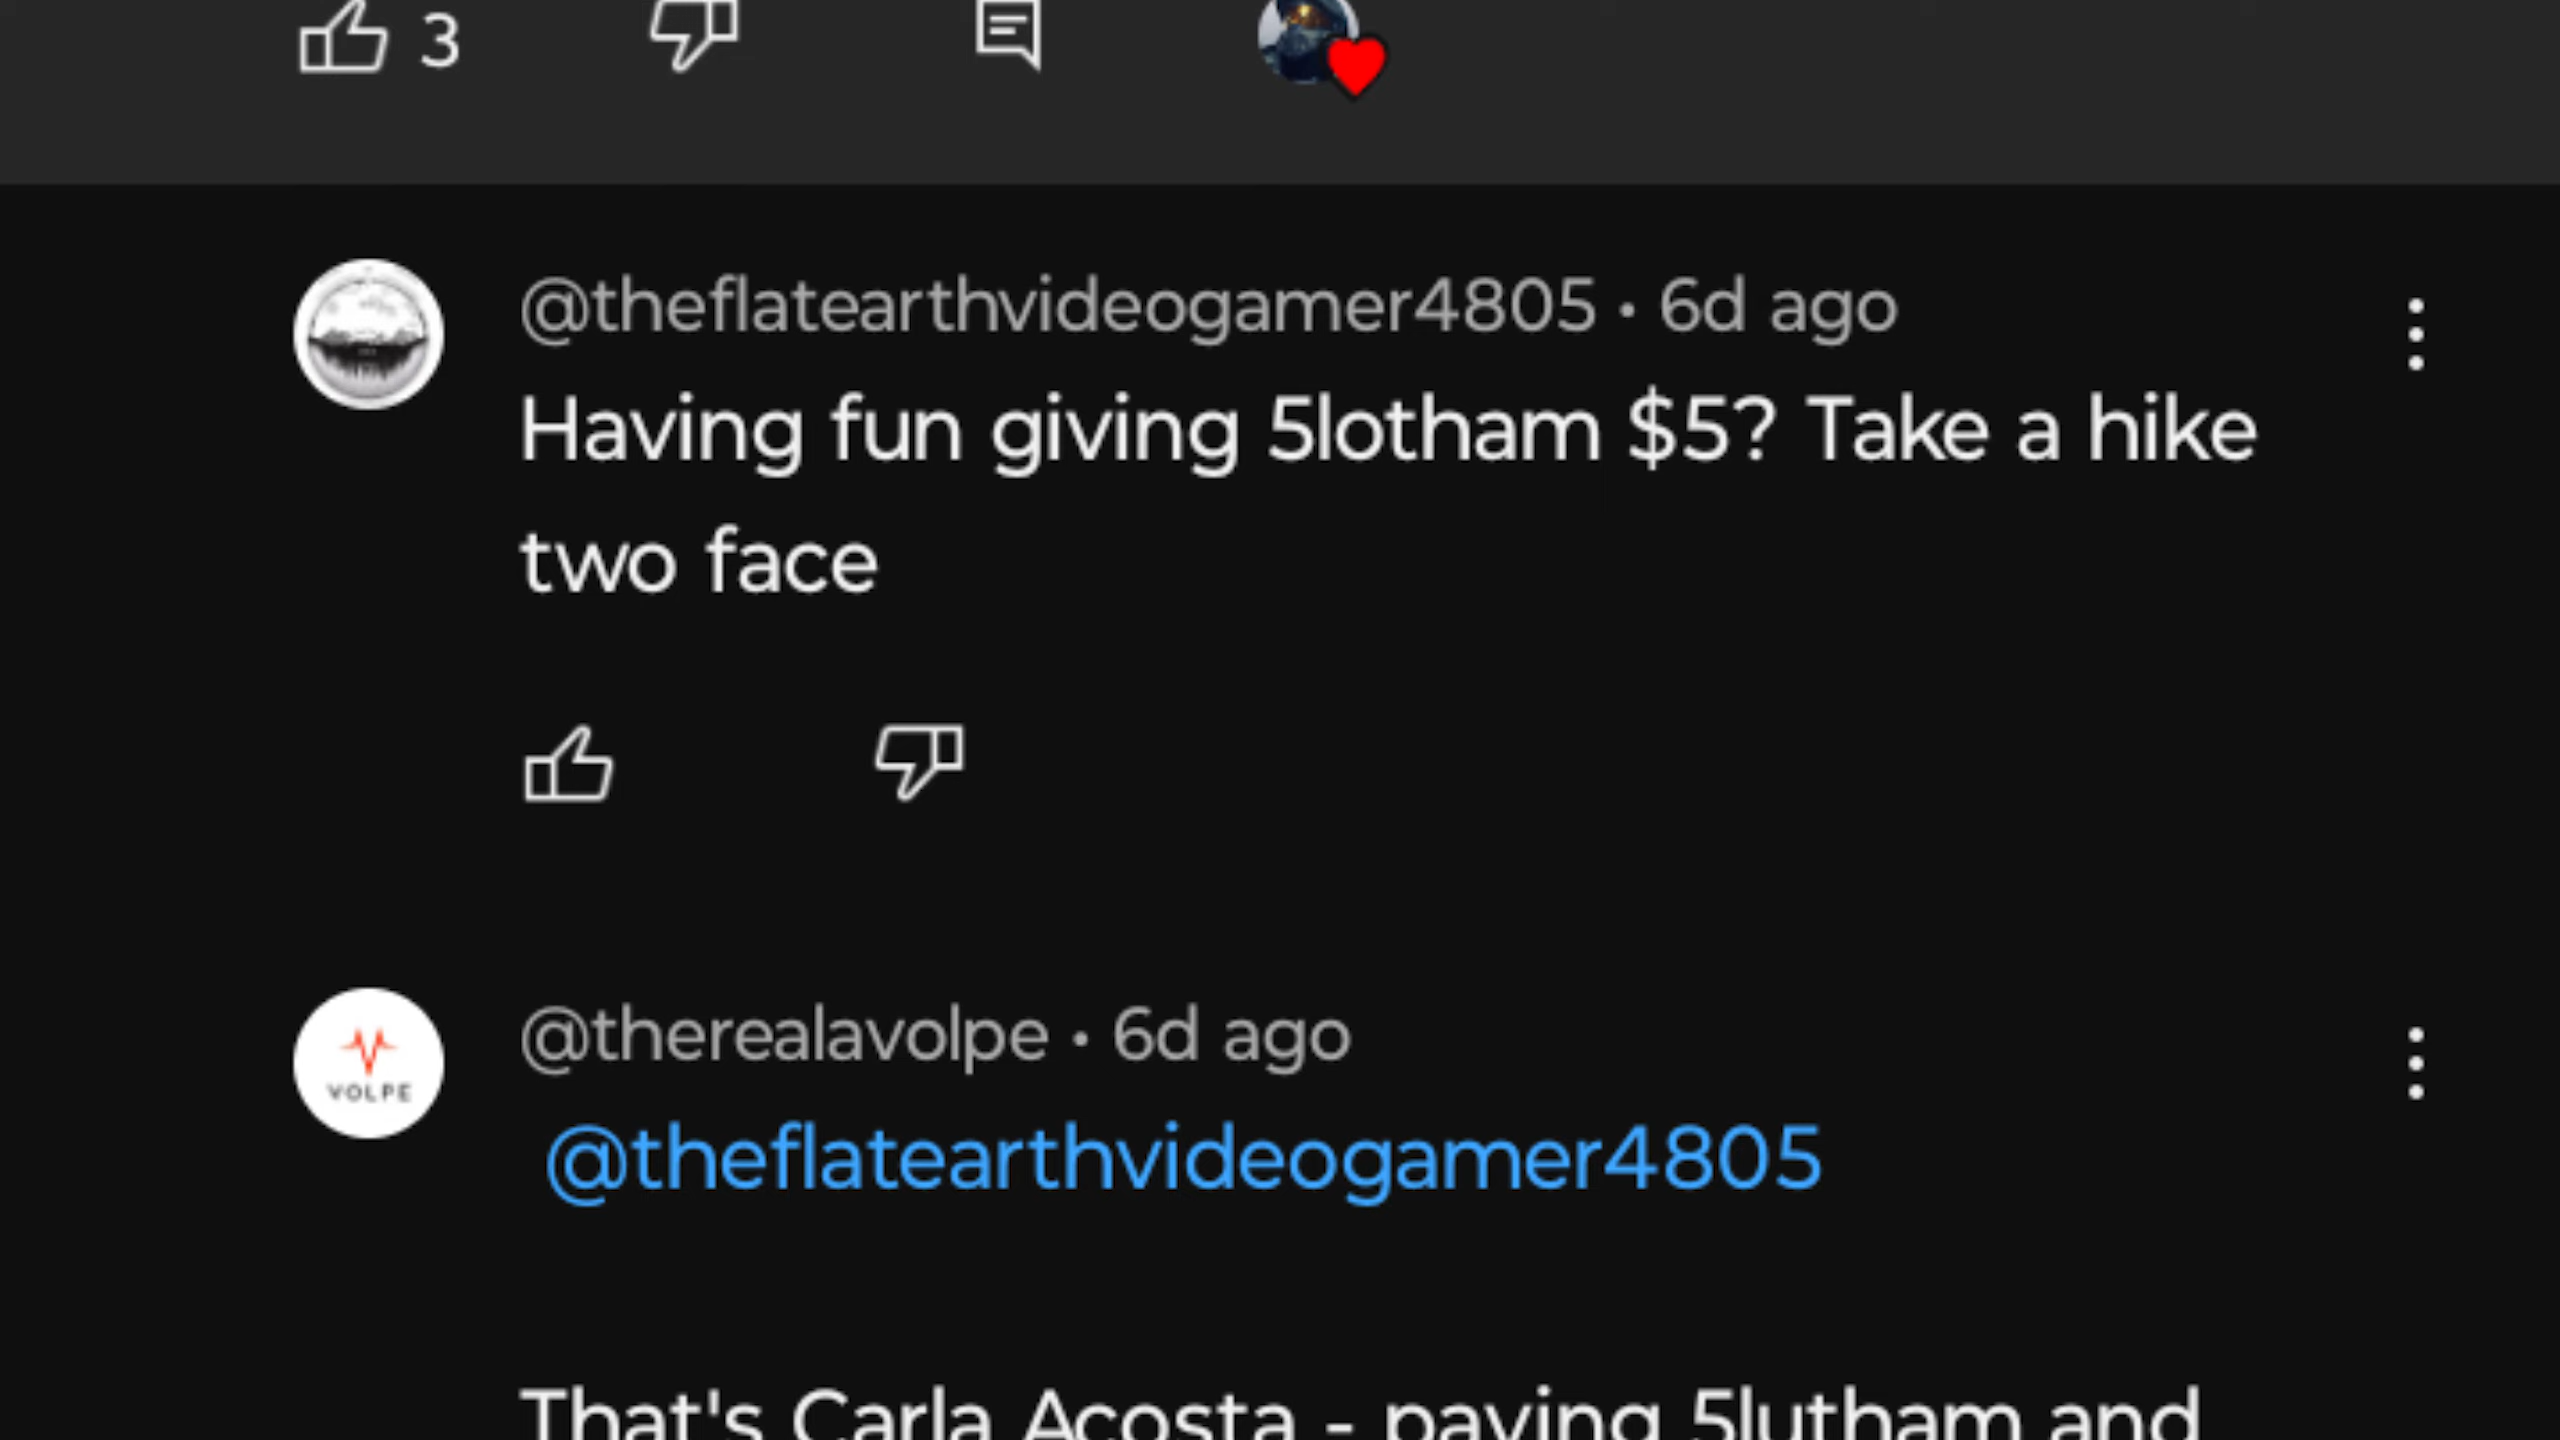 3
@theflatearthvideogamer4805 • 6d ago
Having fun giving 5lotham $5? Take a hike
two face
VOLPE
@therealavolpe • 6d ago
@theflatearthvideogamer4805
That's Carla Acosta - paying 5lutham and